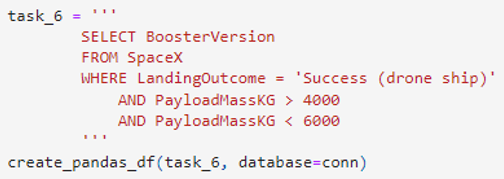 task_6 = '''
        SELECT BoosterVersion
        FROM SpaceX
        WHERE LandingOutcome = 'Success (drone ship)'
            AND PayloadMassKG > 4000
            AND PayloadMassKG < 6000
        '''
create_pandas_df(task_6, database=conn)